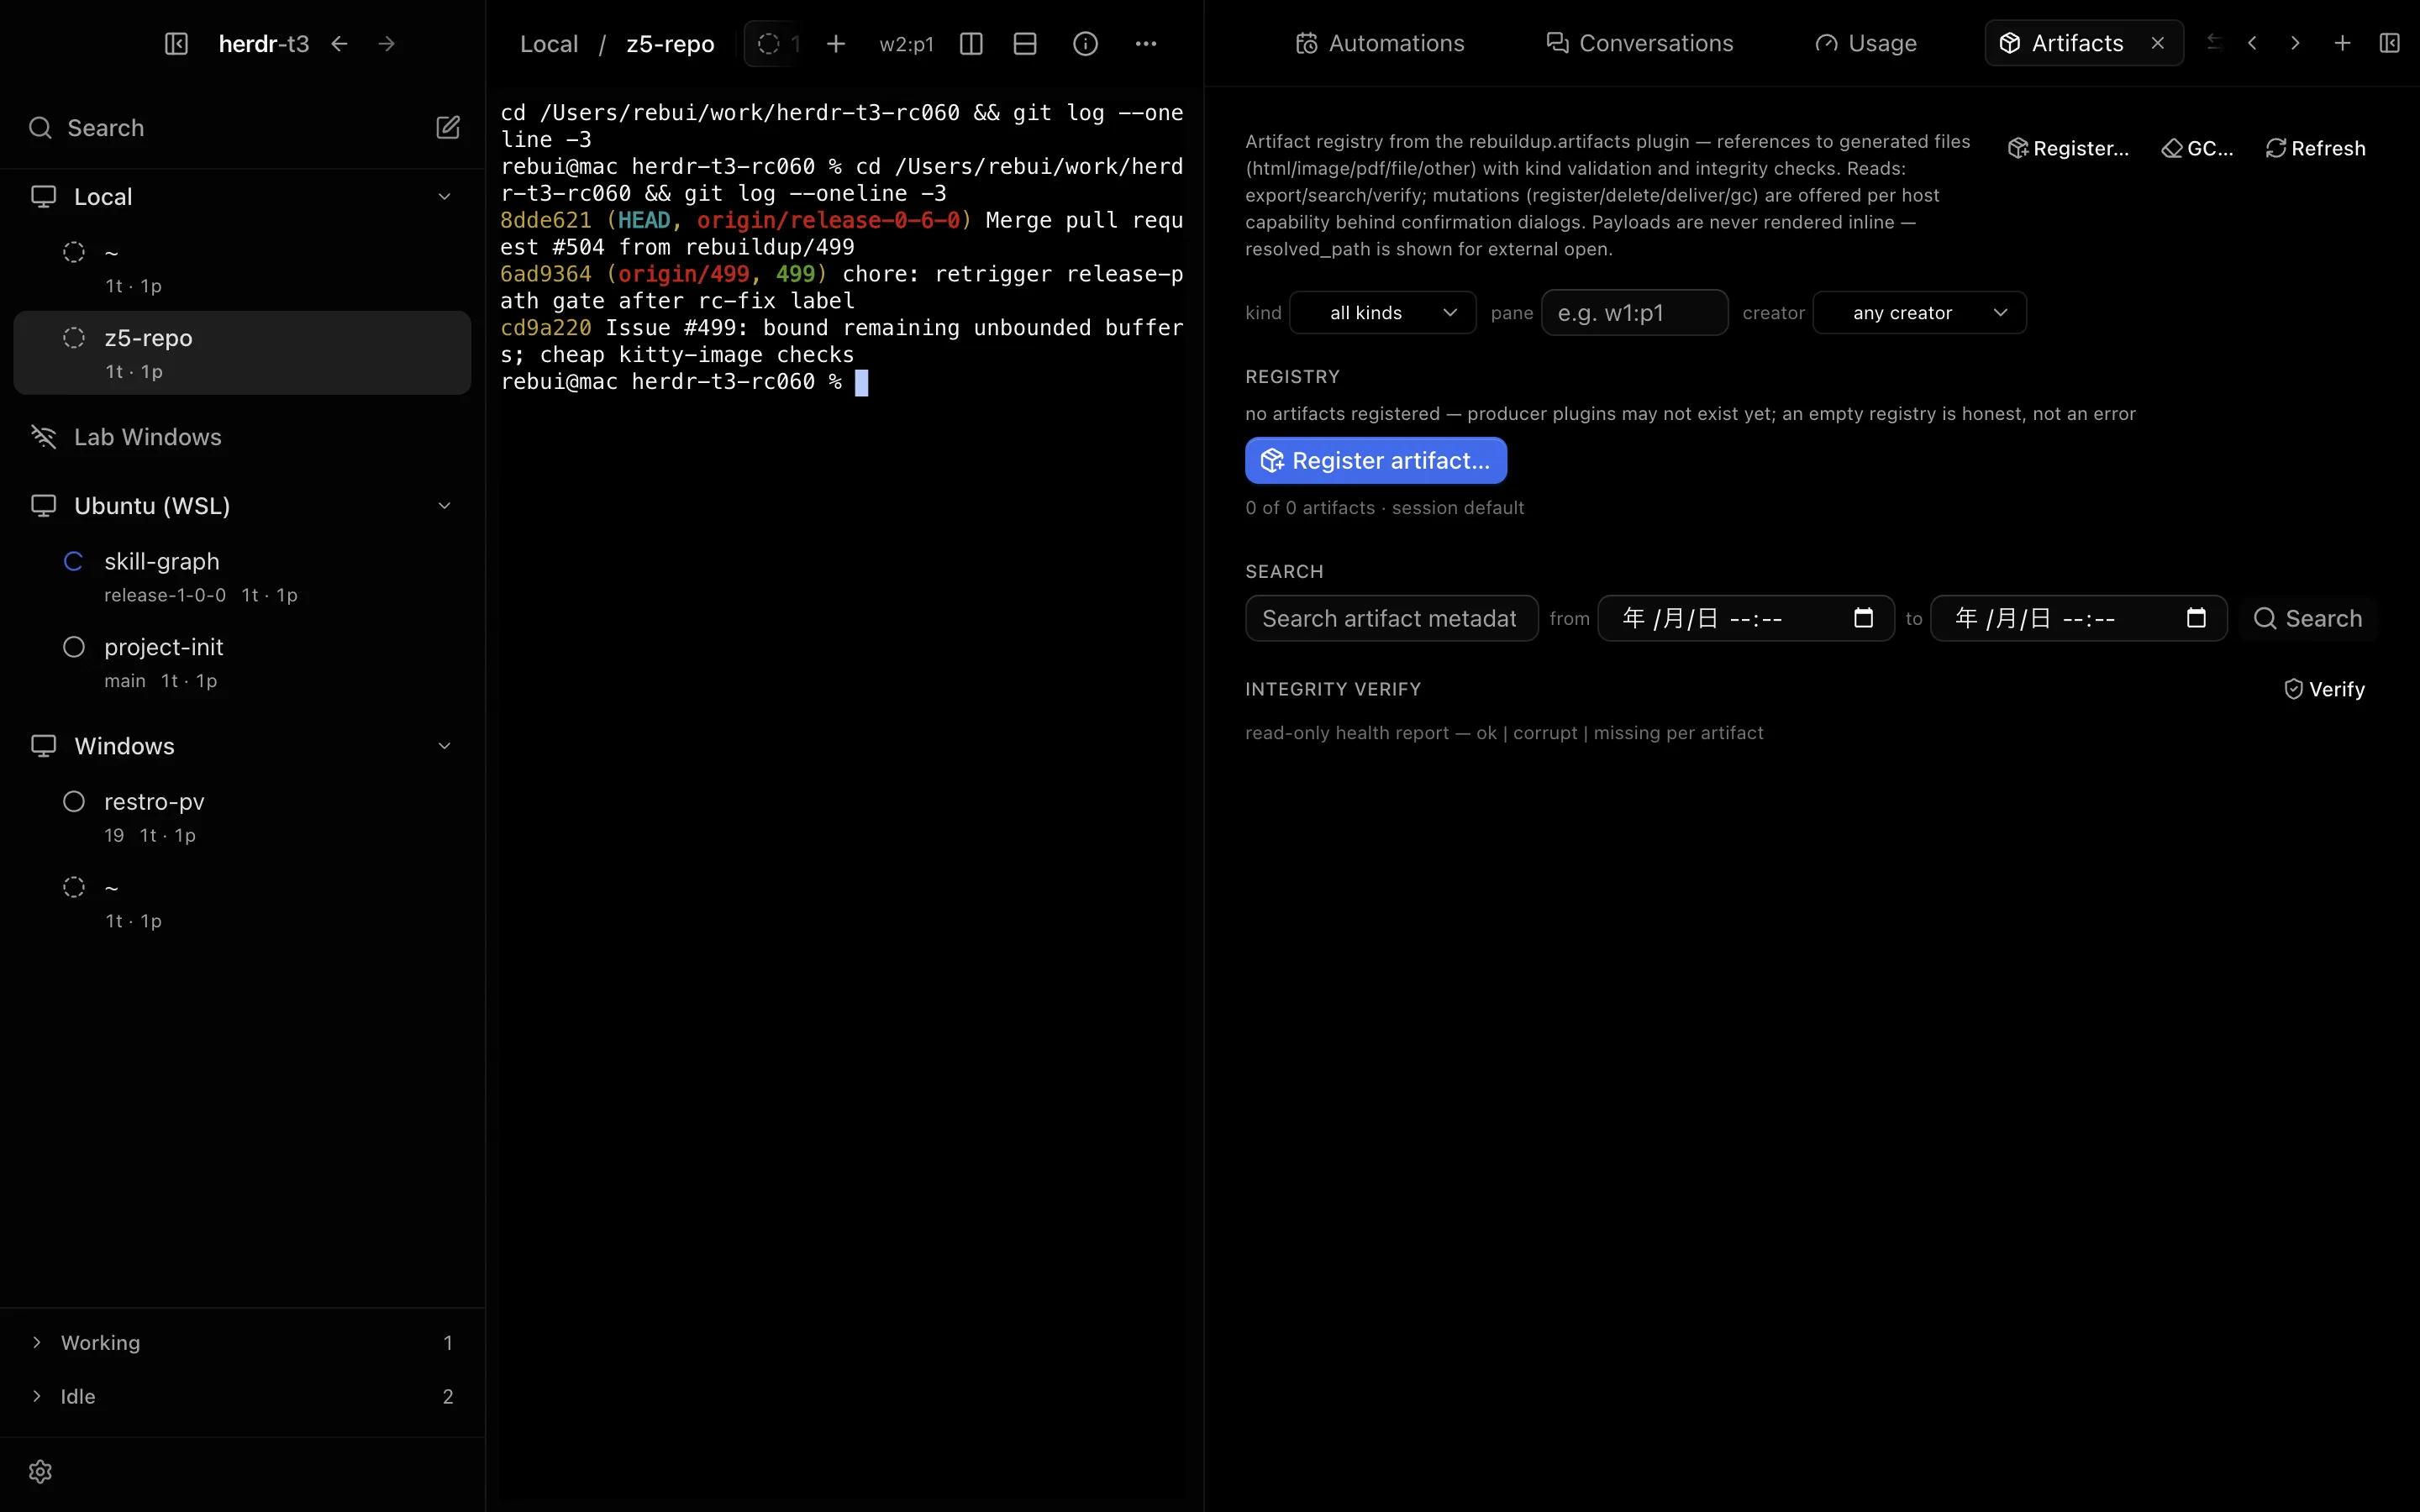 herdr-t3
Search
Local
~
1t · 1p
z5-repo
1t · 1p
Lab Windows
Ubuntu (WSL)
skill-graph
release-1-0-0 1t · 1p
project-init
main 1t · 1p
Windows
restro-pv
19 1t · 1p
~
1t · 1p
Working 1
Idle 2
Local / z5-repo 1 w2:p1
cd /Users/rebui/work/herdr-t3-rc060 && git log --one
line -3
rebui@mac herdr-t3-rc060 % cd /Users/rebui/work/herd
r-t3-rc060 && git log --oneline -3
8dde621 (HEAD, origin/release-0-6-0) Merge pull requ
est #504 from rebuildup/499
6ad9364 (origin/499, 499) chore: retrigger release-p
ath gate after rc-fix label
cd9a220 Issue #499: bound remaining unbounded buffer
s; cheap kitty-image checks
rebui@mac herdr-t3-rc060 %
Automations Conversations Usage Artifacts
Artifact registry from the rebuildup.artifacts plugin — references to generated files
(html/image/pdf/file/other) with kind validation and integrity checks. Reads:
export/search/verify; mutations (register/delete/deliver/gc) are offered per host
capability behind confirmation dialogs. Payloads are never rendered inline —
resolved_path is shown for external open.
Register... GC... Refresh
kind all kinds pane e.g. w1:p1 creator any creator
REGISTRY
no artifacts registered — producer plugins may not exist yet; an empty registry is honest, not an error
Register artifact...
0 of 0 artifacts · session default
SEARCH
Search artifact metadat from 年 /月/日 --:-- to 年 /月/日 --:-- Search
INTEGRITY VERIFY Verify
read-only health report — ok | corrupt | missing per artifact